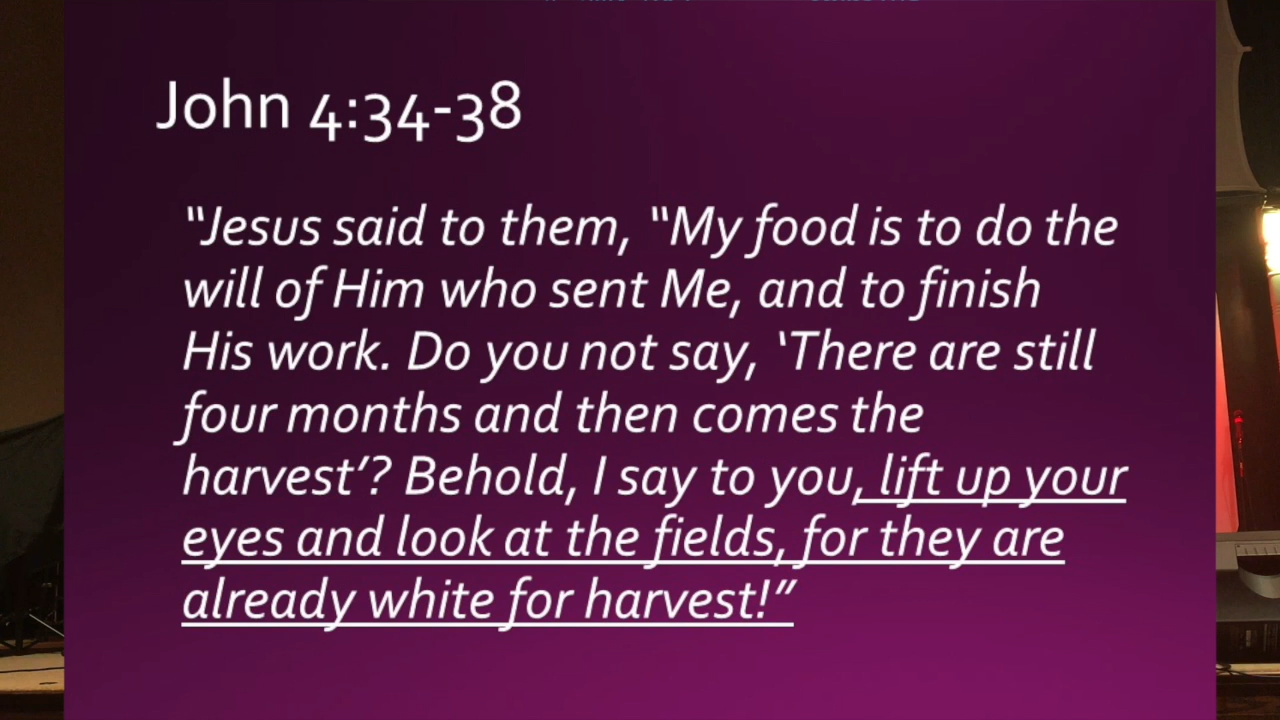 John 4:34-38
“Jesus said to them, “My food is to do the
will of Him who sent Me, and to finish
His work. Do you not say, ‘There are still
four months and then comes the
harvest’? Behold, I say to you, lift up your
eyes and look at the fields, for they are
already white for harvest!”